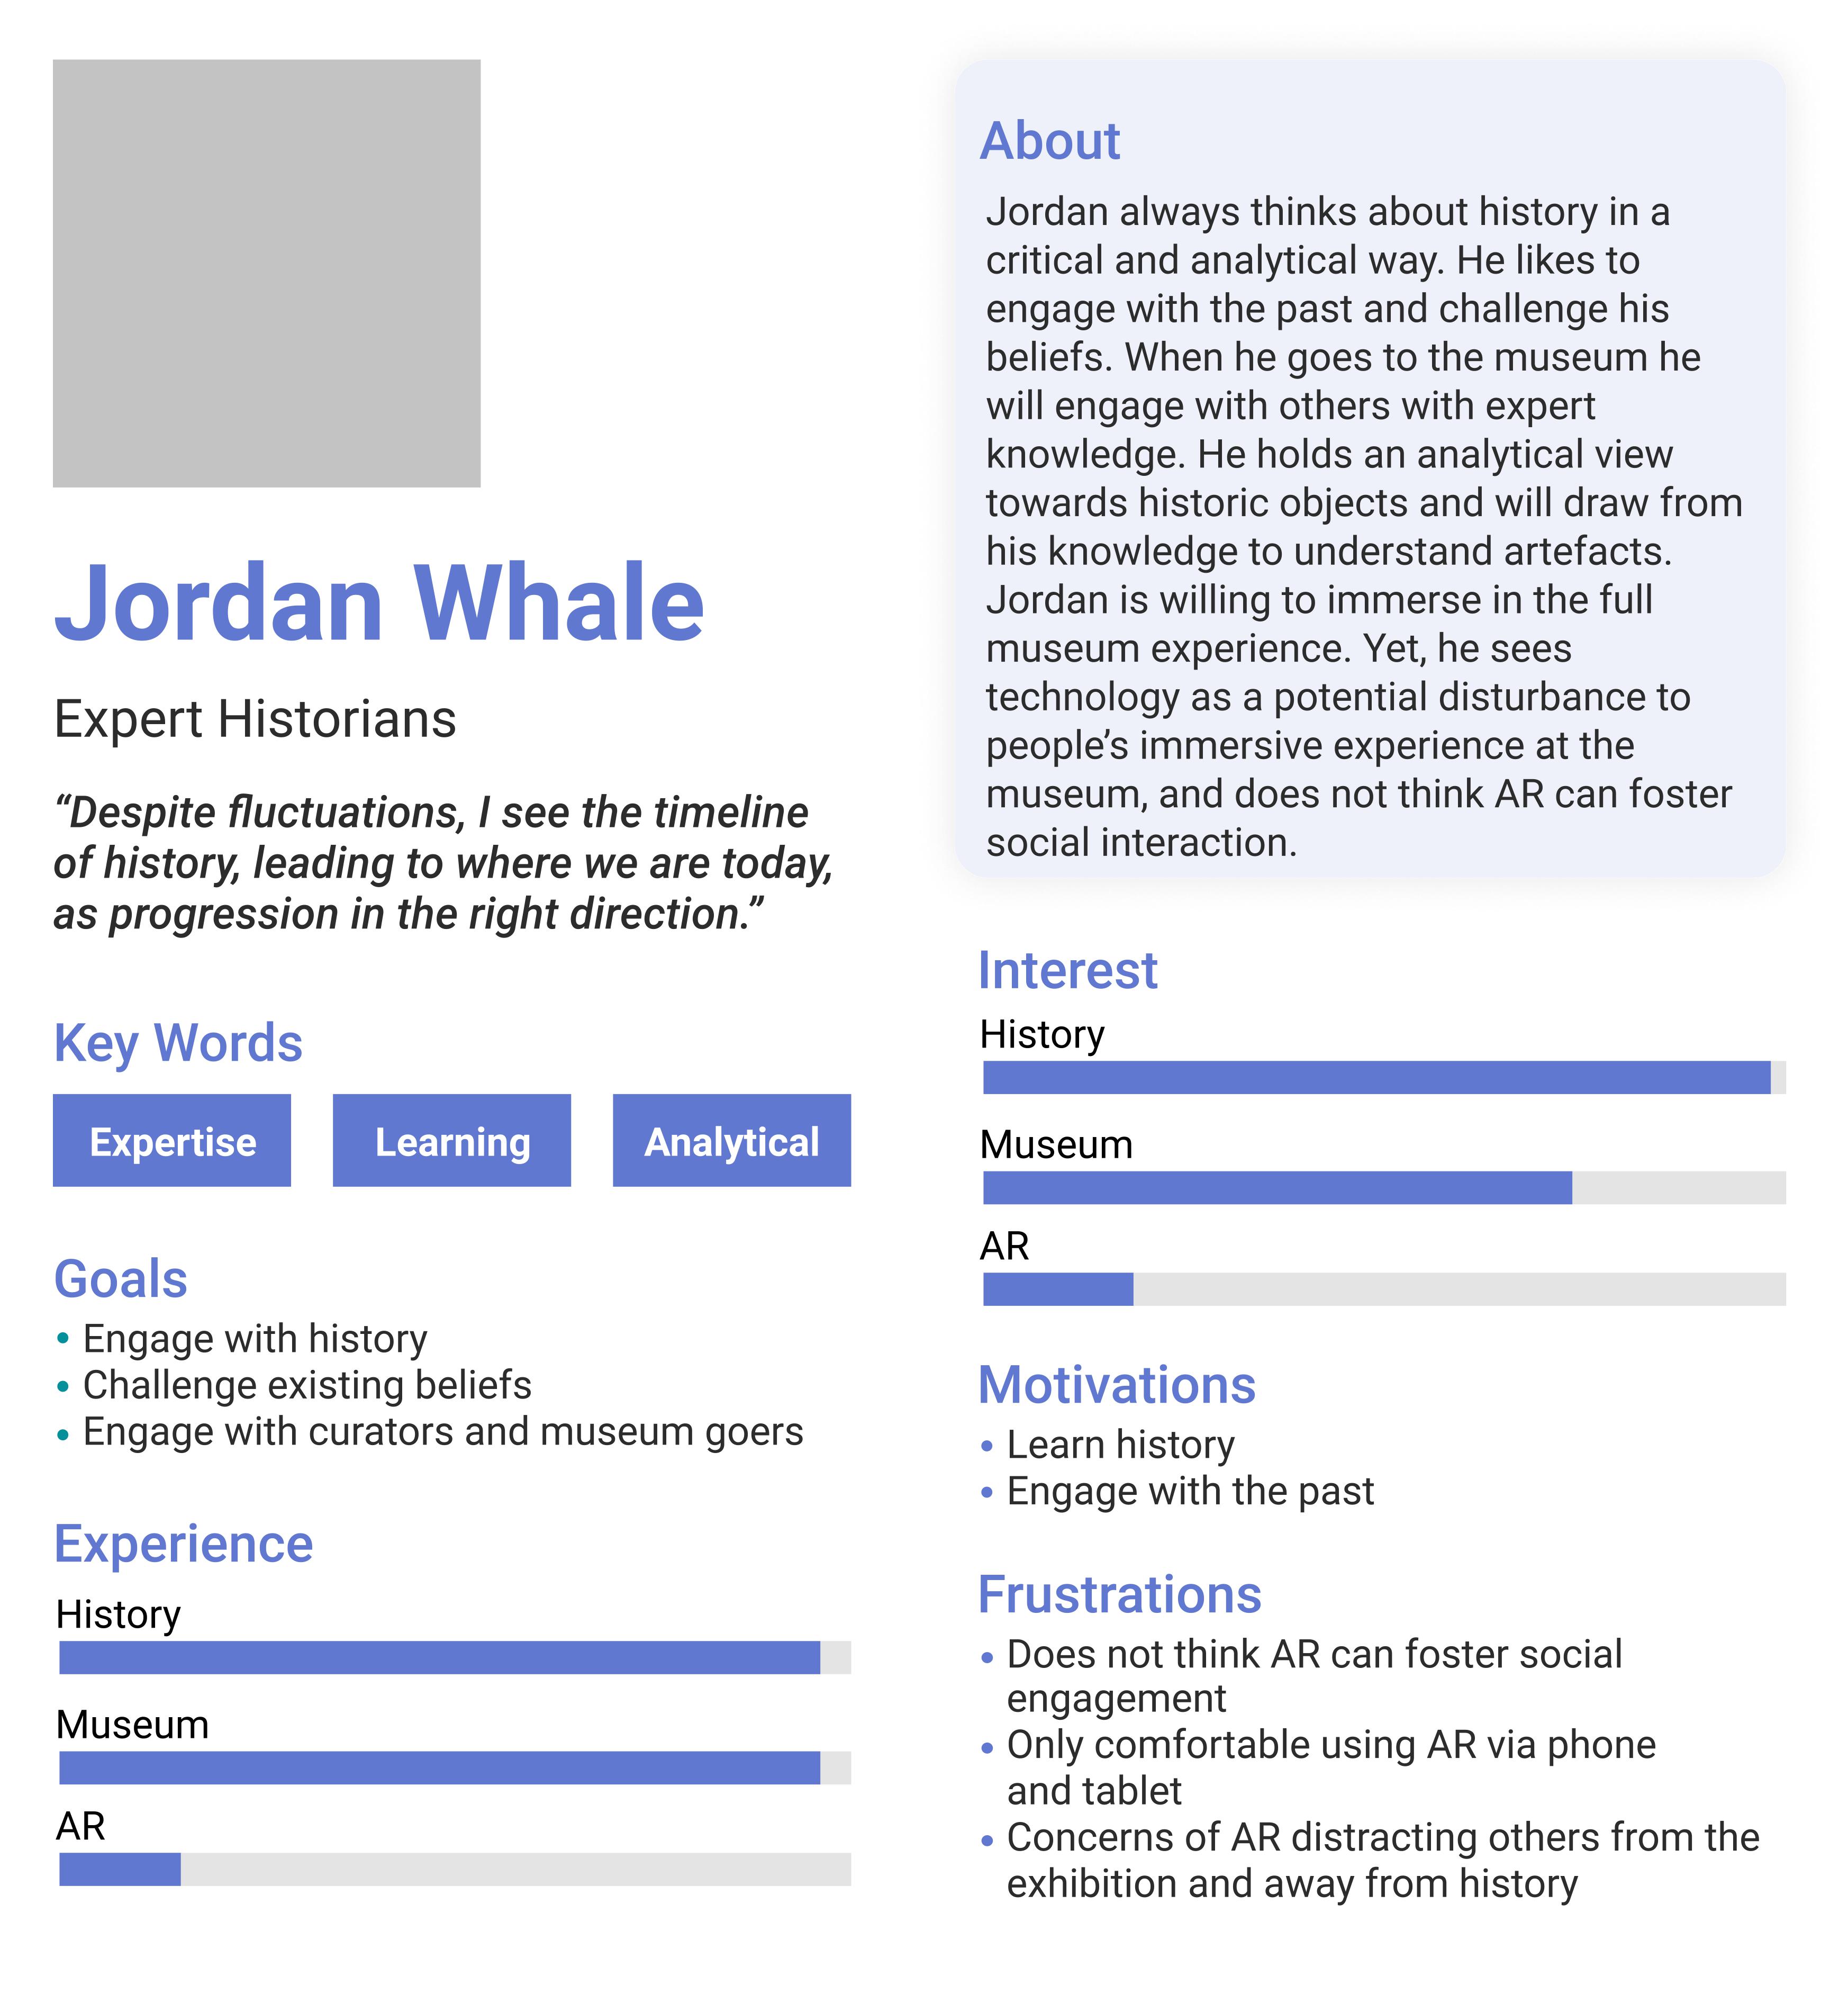 Jordan Whale
Expert Historians
“Despite fluctuations, I see the timeline
of history, leading to where we are today,
as progression in the right direction.”
Key Words
Expertise
Learning
Analytical
Goals
• Engage with history
• Challenge existing beliefs
• Engage with curators and museum goers
Experience
History
Museum
AR
About
Jordan always thinks about history in a
critical and analytical way. He likes to
engage with the past and challenge his
beliefs. When he goes to the museum he
will engage with others with expert
knowledge. He holds an analytical view
towards historic objects and will draw from
his knowledge to understand artefacts.
Jordan is willing to immerse in the full
museum experience. Yet, he sees
technology as a potential disturbance to
people’s immersive experience at the
museum, and does not think AR can foster
social interaction.
Interest
History
Museum
AR
Motivations
• Learn history
• Engage with the past
Frustrations
• Does not think AR can foster social
engagement
• Only comfortable using AR via phone
and tablet
• Concerns of AR distracting others from the
exhibition and away from history